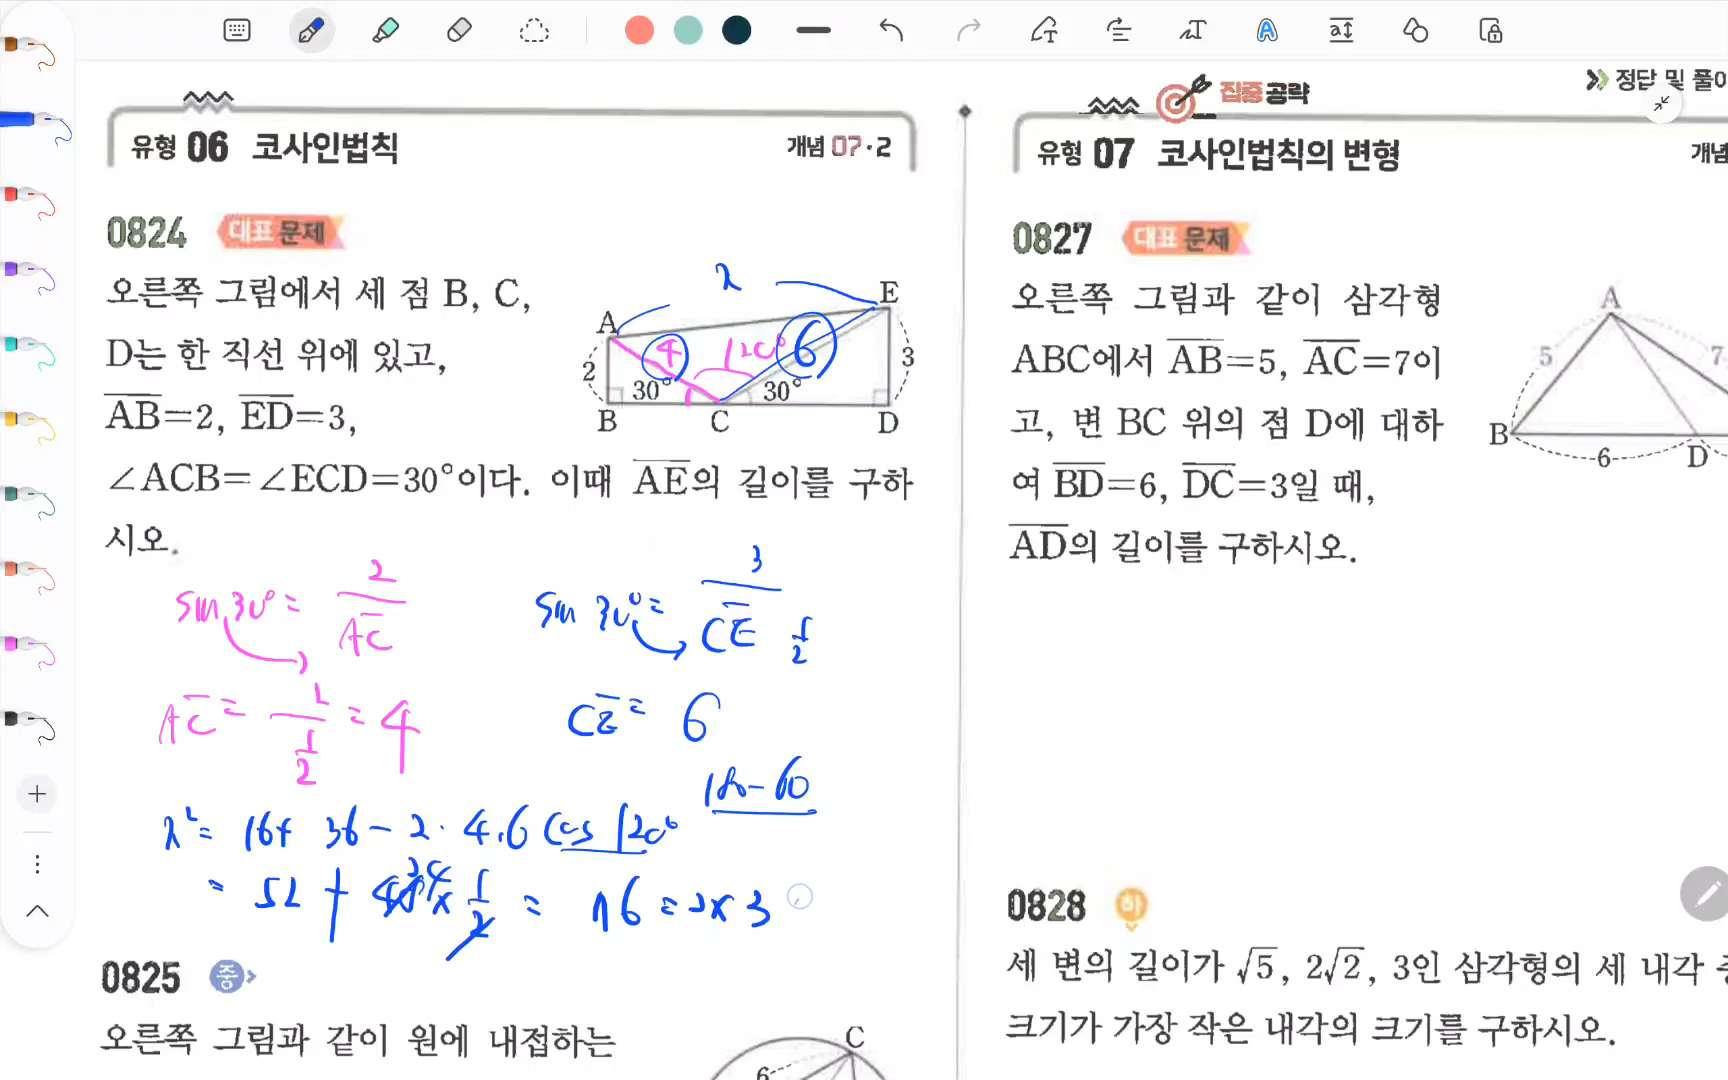 정답 및 풀이
유형 06 코사인법칙
개념 07·2
0824 대표 문제
오른쪽 그림에서 세 점 B, C,
D는 한 직선 위에 있고,
AB=2, ED=3,
∠ACB=∠ECD=30°이다. 이때 AE의 길이를 구하
시오.
A
E
2
4
120°
6
3
30°
30°
B
C
D
sin 30° = 2/AC
sin 30° = 3/CE
1/2
AC = 4
CE = 6
180-60
x² = 16+ 36 - 2·4·6 cos 120°
= 52 +
× 1/2 = 76 =
0825 중
오른쪽 그림과 같이 원에 내접하는
C
6
집중 공략
유형 07 코사인법칙의 변형
개념
0827 대표 문제
오른쪽 그림과 같이 삼각형
ABC에서 AB=5, AC=7이
고, 변 BC 위의 점 D에 대하
여 BD=6, DC=3일 때,
AD의 길이를 구하시오.
A
5
7
B
6
D
0828 하
세 변의 길이가 √5, 2√2, 3인 삼각형의 세 내각
크기가 가장 작은 내각의 크기를 구하시오.